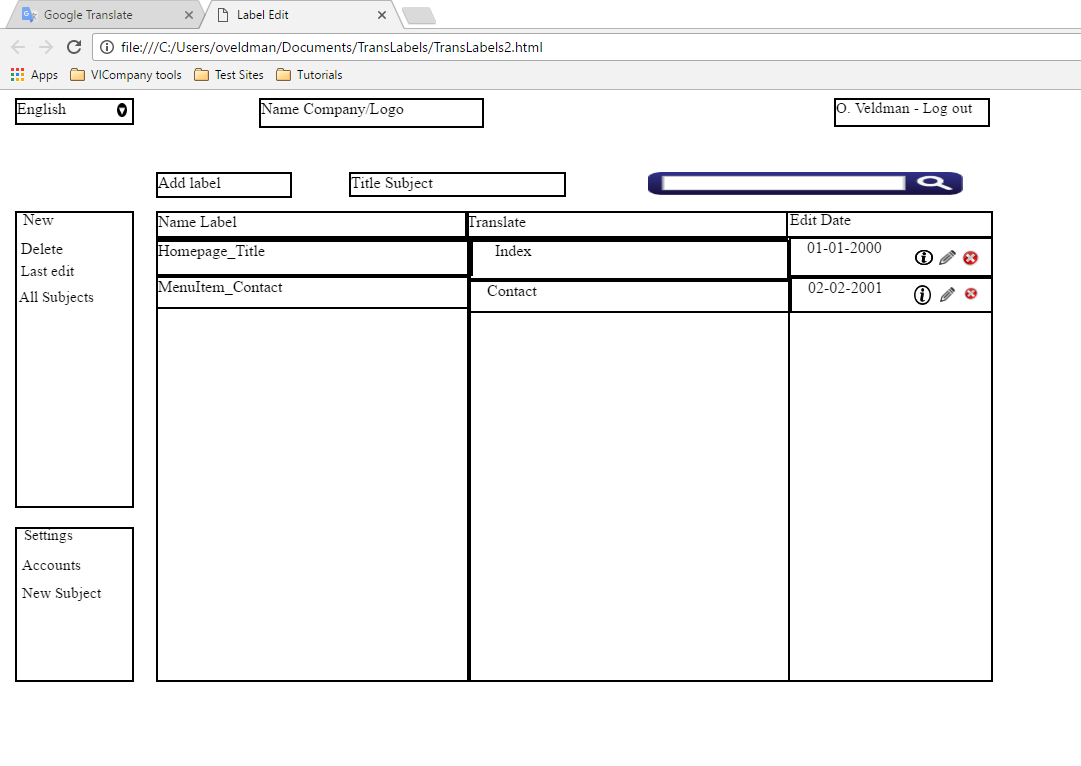 Google Translate
Label Edit
file:///C:/Users/oveldman/Documents/TransLabels/TransLabels2.html
Apps VICompany tools Test Sites Tutorials
English
Name Company/Logo
O. Veldman - Log out
Add label
Title Subject
New
Delete
Last edit
All Subjects
Settings
Accounts
New Subject
Name Label Translate Edit Date
Homepage_Title Index 01-01-2000
MenuItem_Contact Contact 02-02-2001